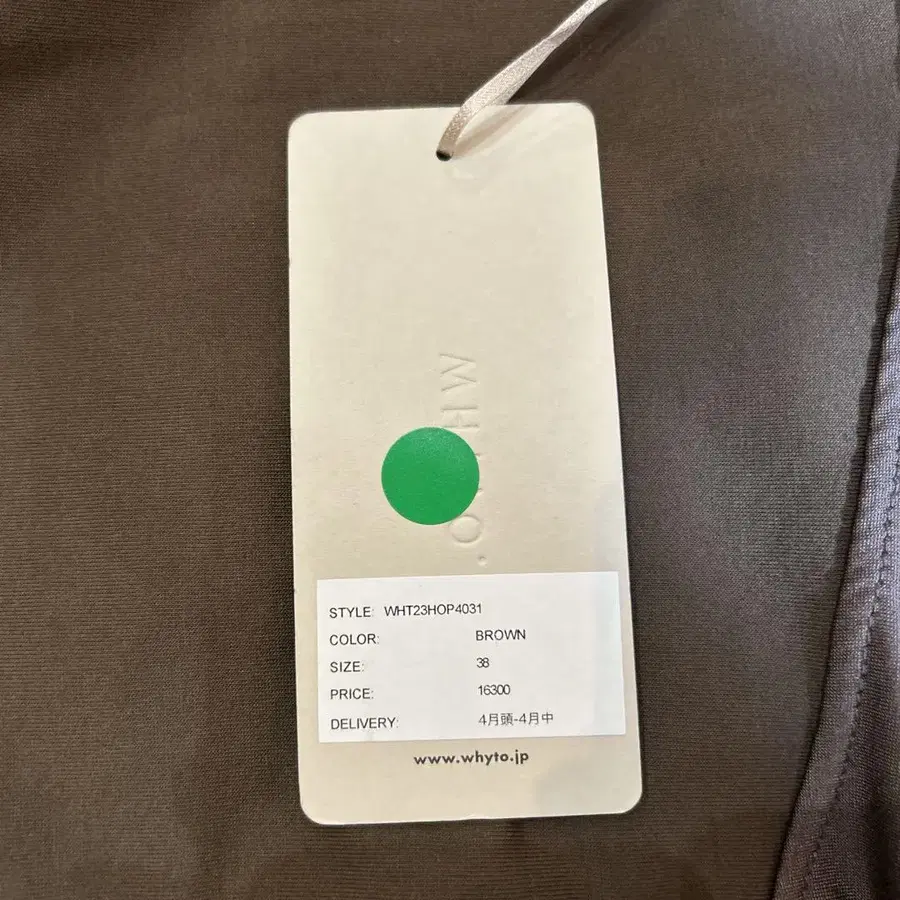 WHYTO.
STYLE: WHT23HOP4031
COLOR: BROWN
SIZE: 38
PRICE: 16300
DELIVERY: 4月頭-4月中
www.whyto.jp